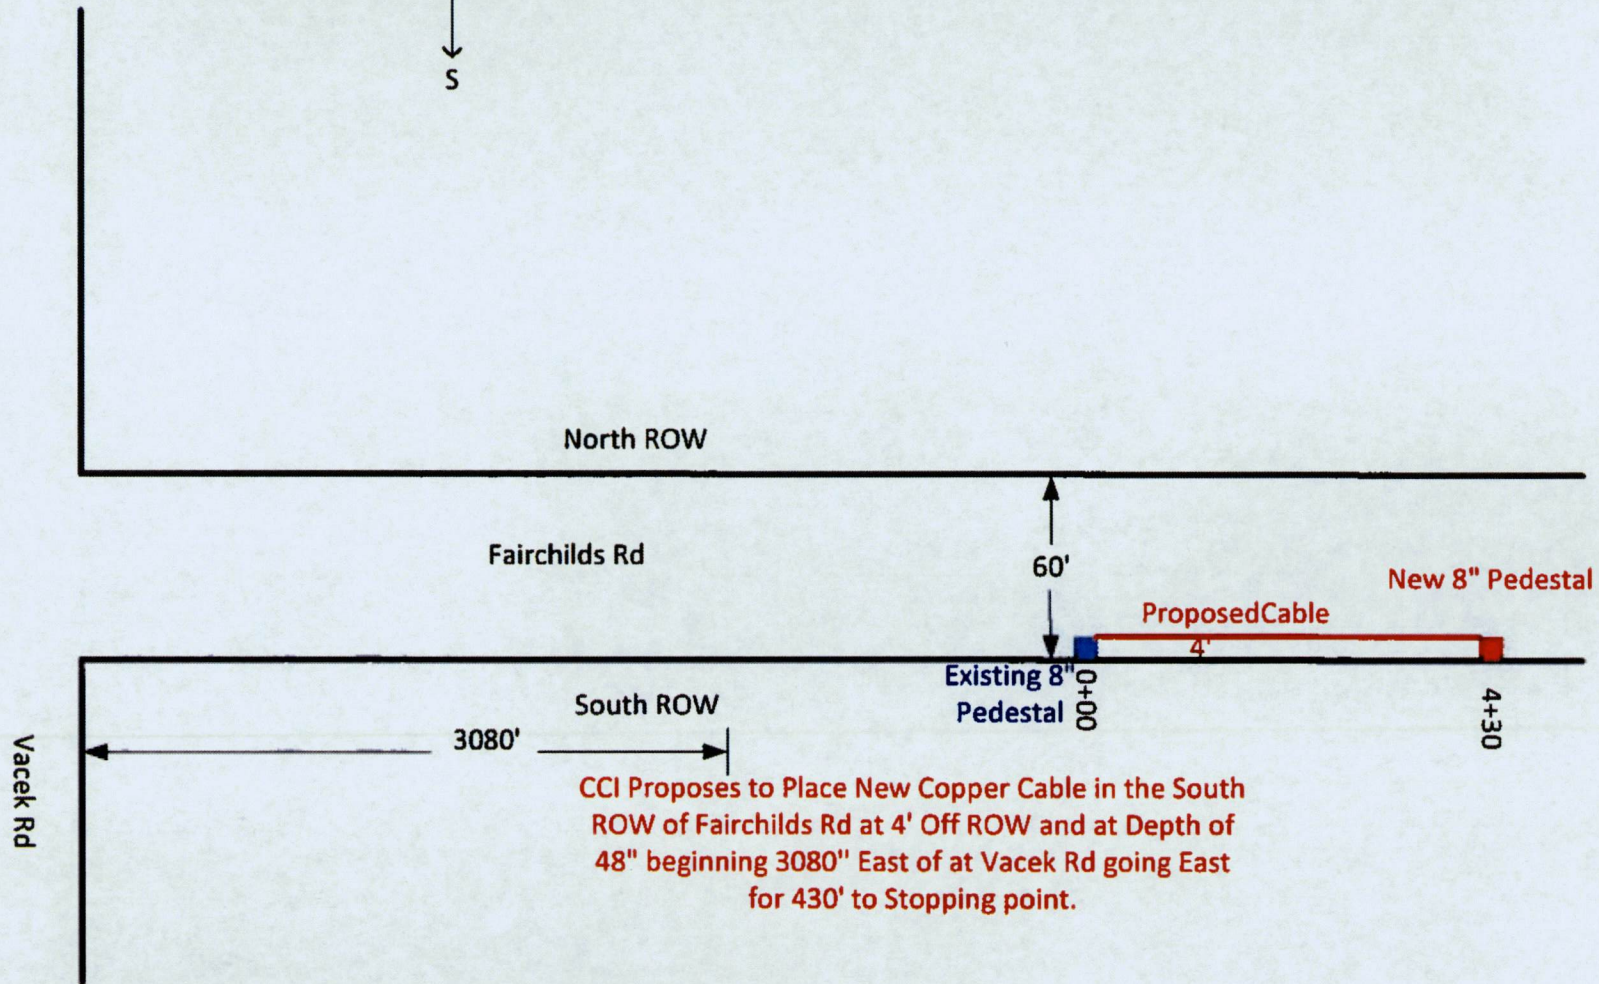 S
North ROW
Fairchilds Rd
60'
New 8" Pedestal
ProposedCable
4'
Existing 8"
Pedestal
0+00
4+30
South ROW
3080'
Vacek Rd
CCI Proposes to Place New Copper Cable in the South
ROW of Fairchilds Rd at 4' Off ROW and at Depth of
48" beginning 3080" East of at Vacek Rd going East
for 430' to Stopping point.